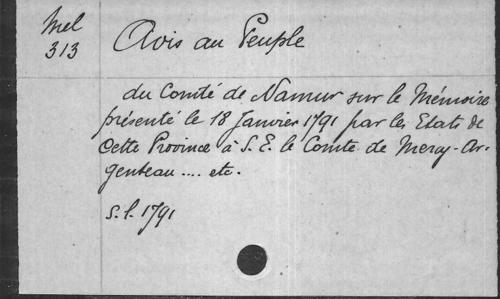 Mel
313
Avis au Peuple
du Comté de Namur sur le Mémoire
présenté le 18 Janvier 1791 par les Etats de
Cette Province à S. E. le Comte de Mercy-Ar-
genteau .... etc.
s. l. 1791